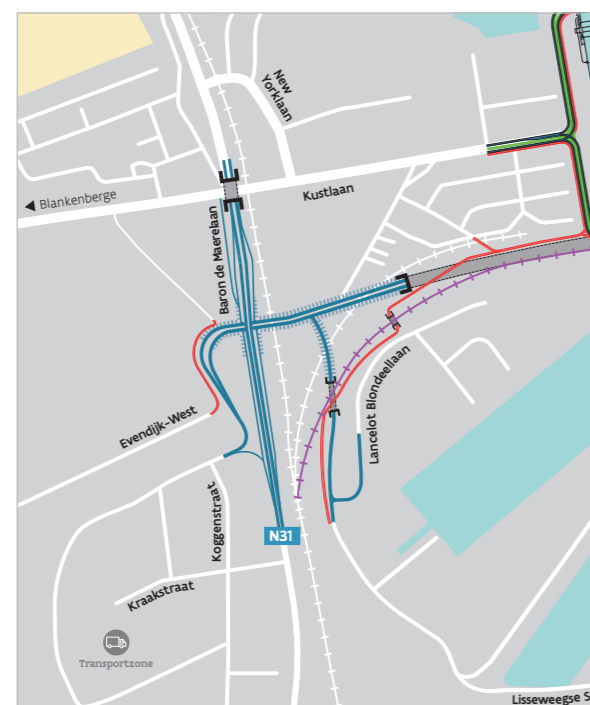 New
Yorklaan
Kustlaan
◀ Blankenberge
Baron de Maerelaan
Lancelot Blondeellaan
Evendijk-West
Koggenstraat
N31
Kraakstraat
Transportzone
Lisseweegse S